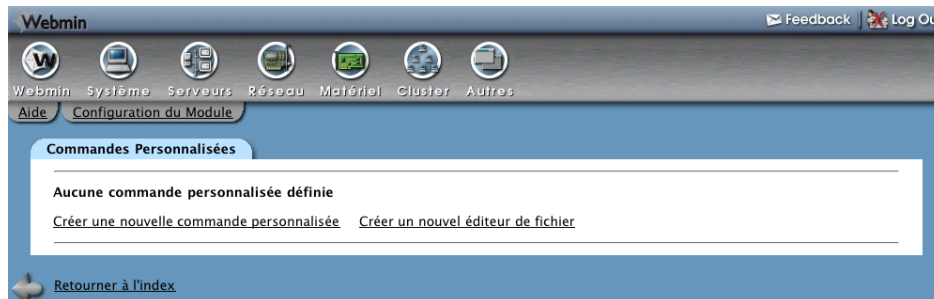 Webmin
Feedback Log
Webmin Système Serveurs Réseau Matériel Cluster Autres
Aide Configuration du Module
Commandes Personnalisées
Aucune commande personnalisée définie
Créer une nouvelle commande personnalisée Créer un nouvel éditeur de fichier
Retourner à l'index